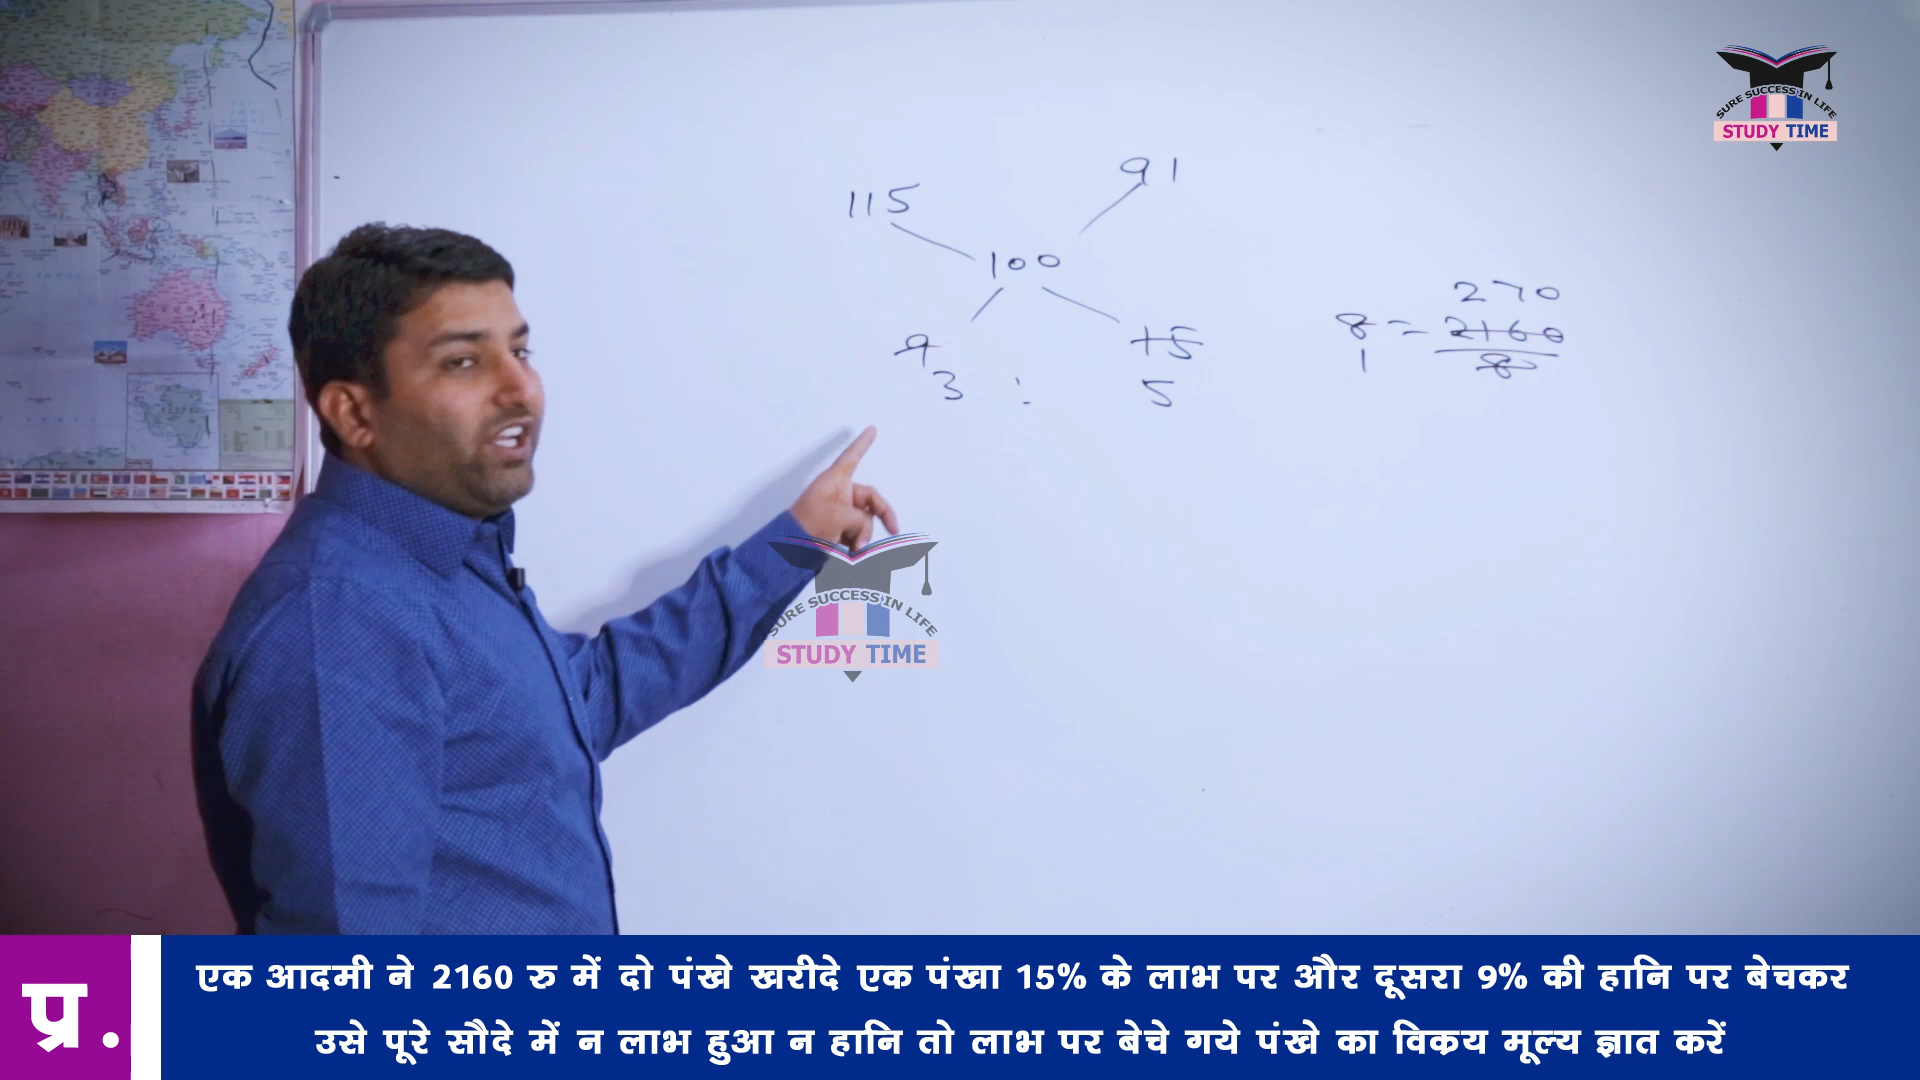 SURE SUCCESS IN LIFE
STUDY TIME
115
91
100
9
15
3 : 5
270
8 = 2160
1
8
SURE SUCCESS IN LIFE
STUDY TIME
प्र.
एक आदमी ने 2160 रु में दो पंखे खरीदे एक पंखा 15% के लाभ पर और दूसरा 9% की हानि पर बेचकर
उसे पूरे सौदे में न लाभ हुआ न हानि तो लाभ पर बेचे गये पंखे का विक्रय मूल्य ज्ञात करें